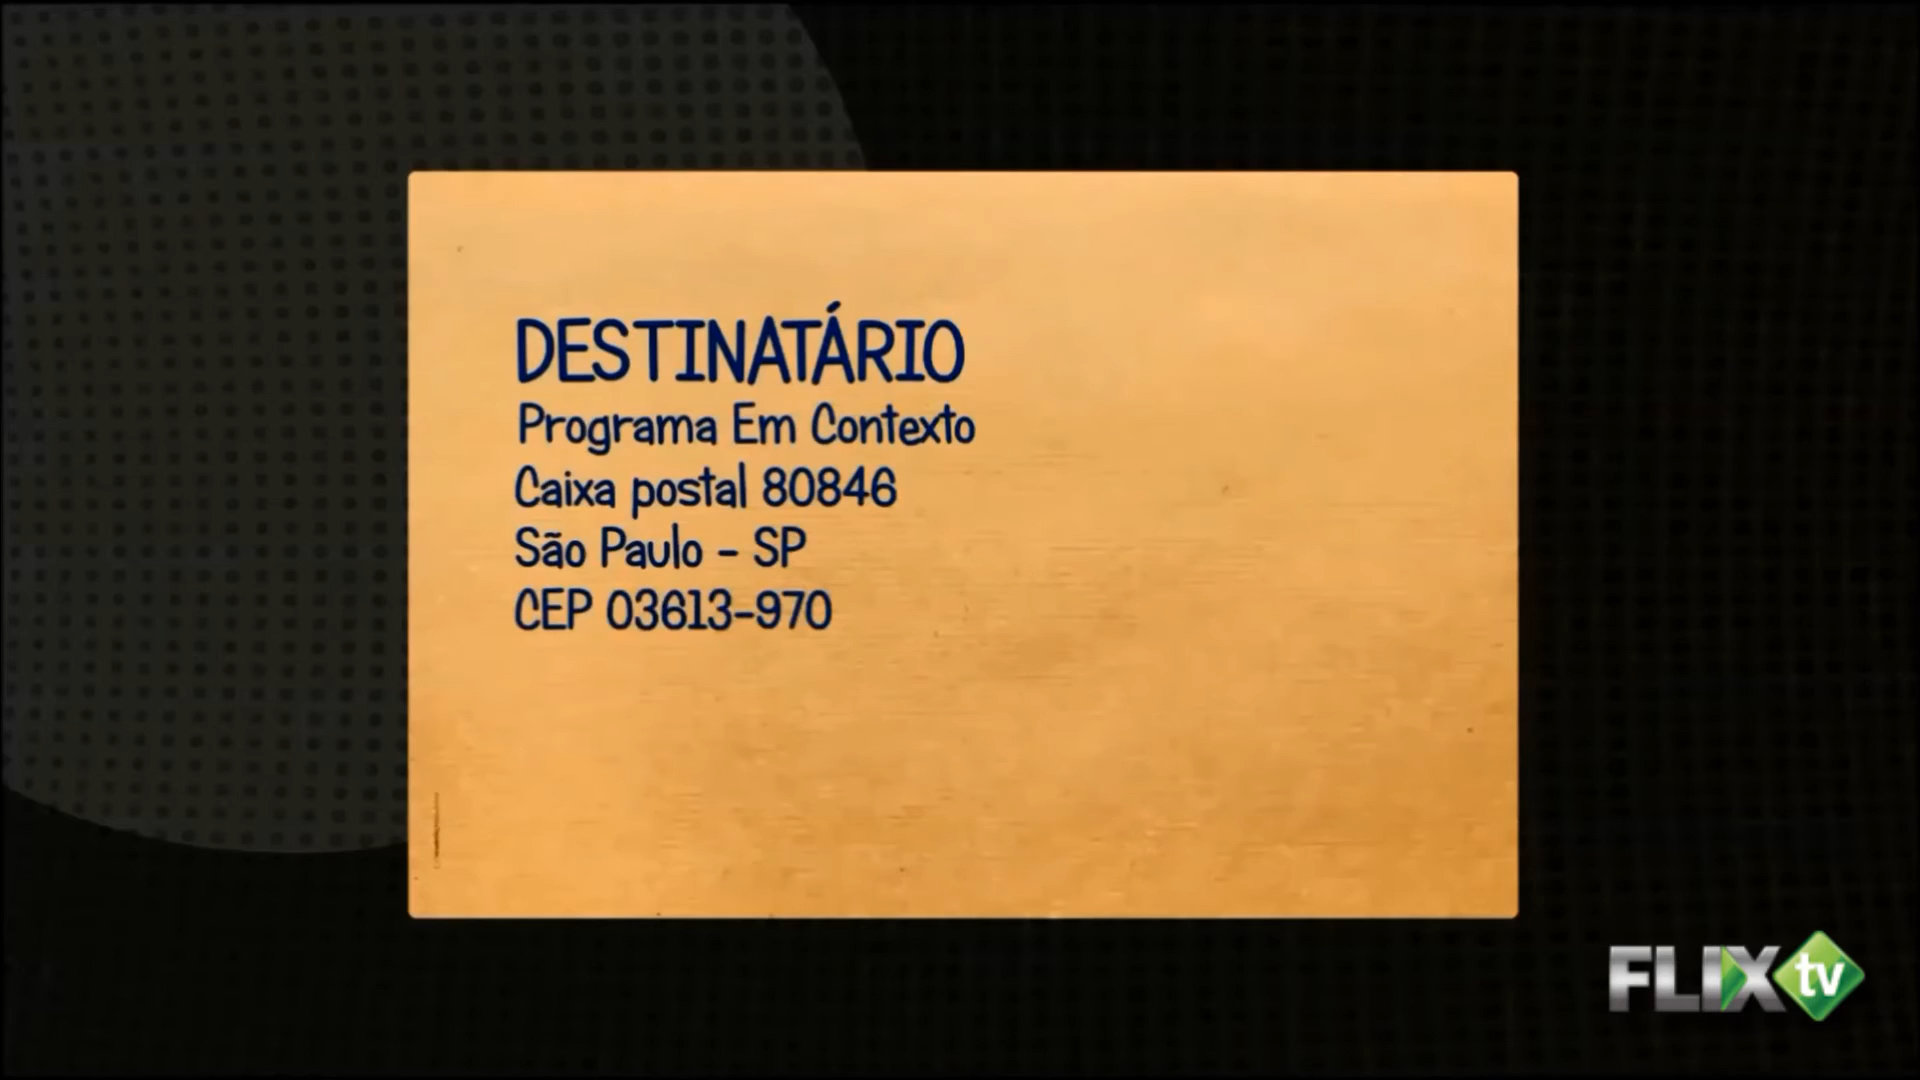 DESTINATÁRIO
Programa Em Contexto
Caixa postal 80846
São Paulo - SP
CEP 03613-970
FLIX tv